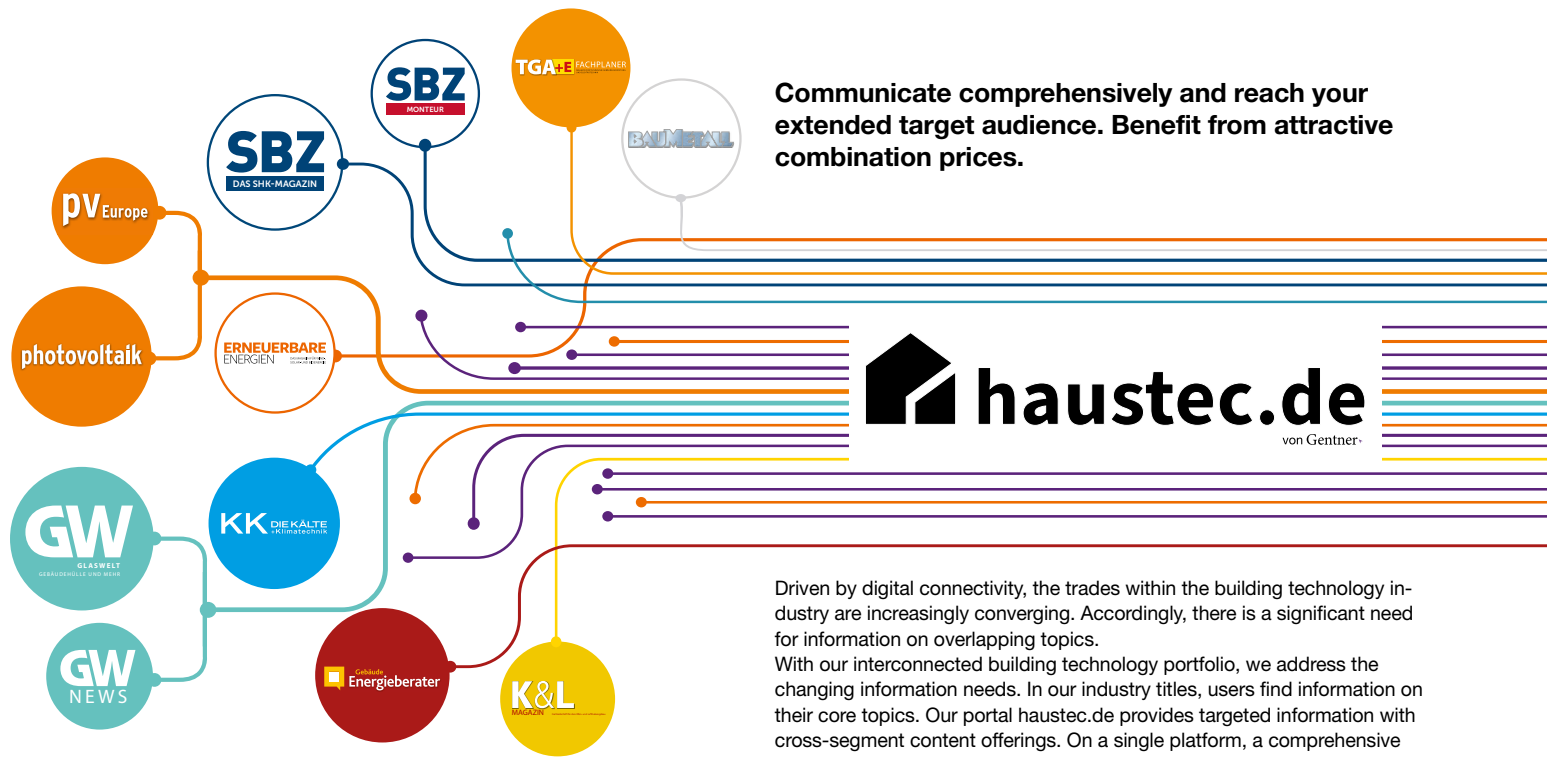 TGA+E FACHPLANER
SBZ
MONTEUR
BAUMETALL
SBZ
DAS SHK-MAGAZIN
Communicate comprehensively and reach your
extended target audience. Benefit from attractive
combination prices.
pv Europe
photovoltaik
ERNEUERBARE
ENERGIEN
haustec.de
von Gentner
GW
GLASWELT
GEBÄUDEHÜLLE UND MEHR
KK DIE KÄLTE
+Klimatechnik
GW
NEWS
Gebäude
Energieberater
K&L
MAGAZIN
Driven by digital connectivity, the trades within the building technology in-
dustry are increasingly converging. Accordingly, there is a significant need
for information on overlapping topics.
With our interconnected building technology portfolio, we address the
changing information needs. In our industry titles, users find information on
their core topics. Our portal haustec.de provides targeted information with
cross-segment content offerings. On a single platform, a comprehensive